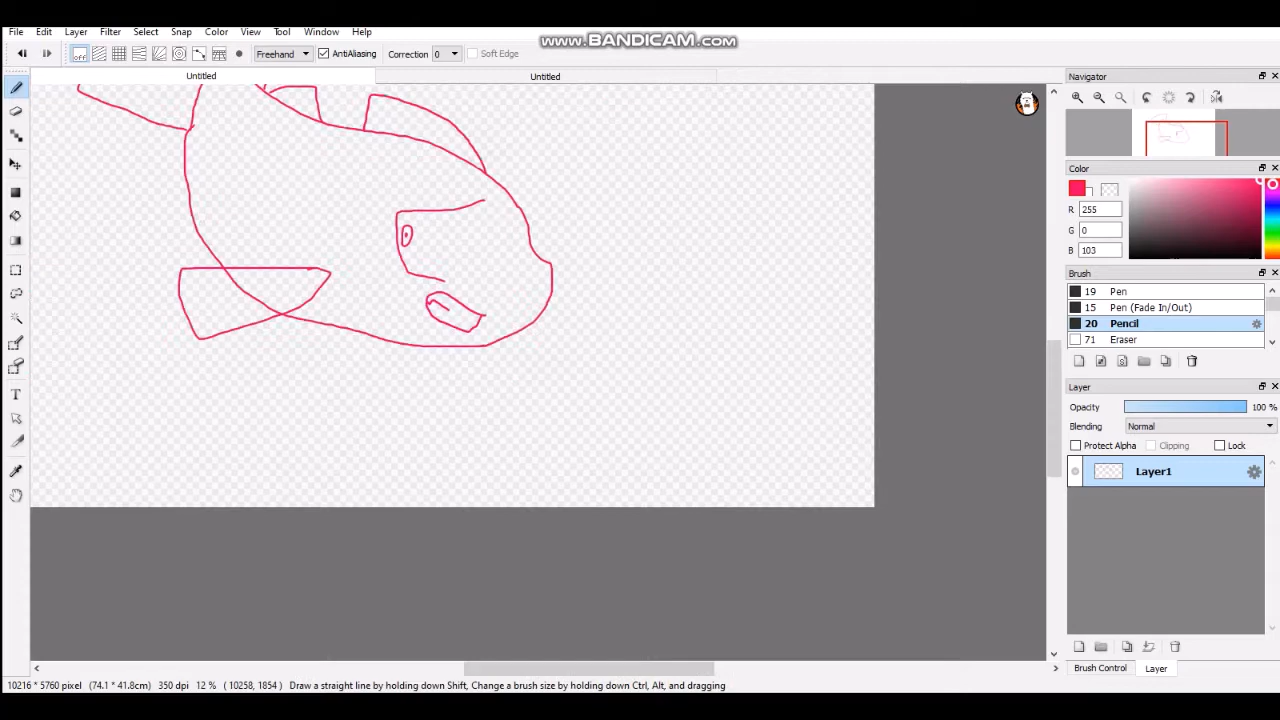 www.BANDICAM.com
File Edit Layer Filter Select Snap Color View Tool Window Help
off Freehand AntiAliasing Correction 0 Soft Edge
Untitled Untitled
Navigator
Color
R 255
G 0
B 103
Brush
19 Pen
15 Pen (Fade In/Out)
20 Pencil
71 Eraser
Layer
Opacity 100 %
Blending Normal
Protect Alpha Clipping Lock
Layer1
Brush Control Layer
10216 * 5760 pixel (74.1 * 41.8cm) 350 dpi 12 % ( 10258, 1854 ) Draw a straight line by holding down Shift, Change a brush size by holding down Ctrl, Alt, and dragging